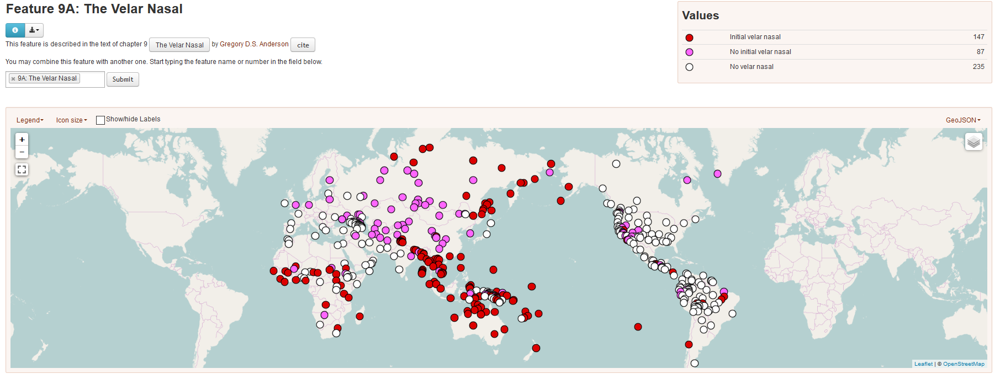 Feature 9A: The Velar Nasal
This feature is described in the text of chapter 9 The Velar Nasal by Gregory D.S. Anderson cite
You may combine this feature with another one. Start typing the feature name or number in the field below.
× 9A: The Velar Nasal Submit
Values
Initial velar nasal 147
No initial velar nasal 87
No velar nasal 235
Legend Icon size Show/hide Labels GeoJSON
+
−
Leaflet | © OpenStreetMap